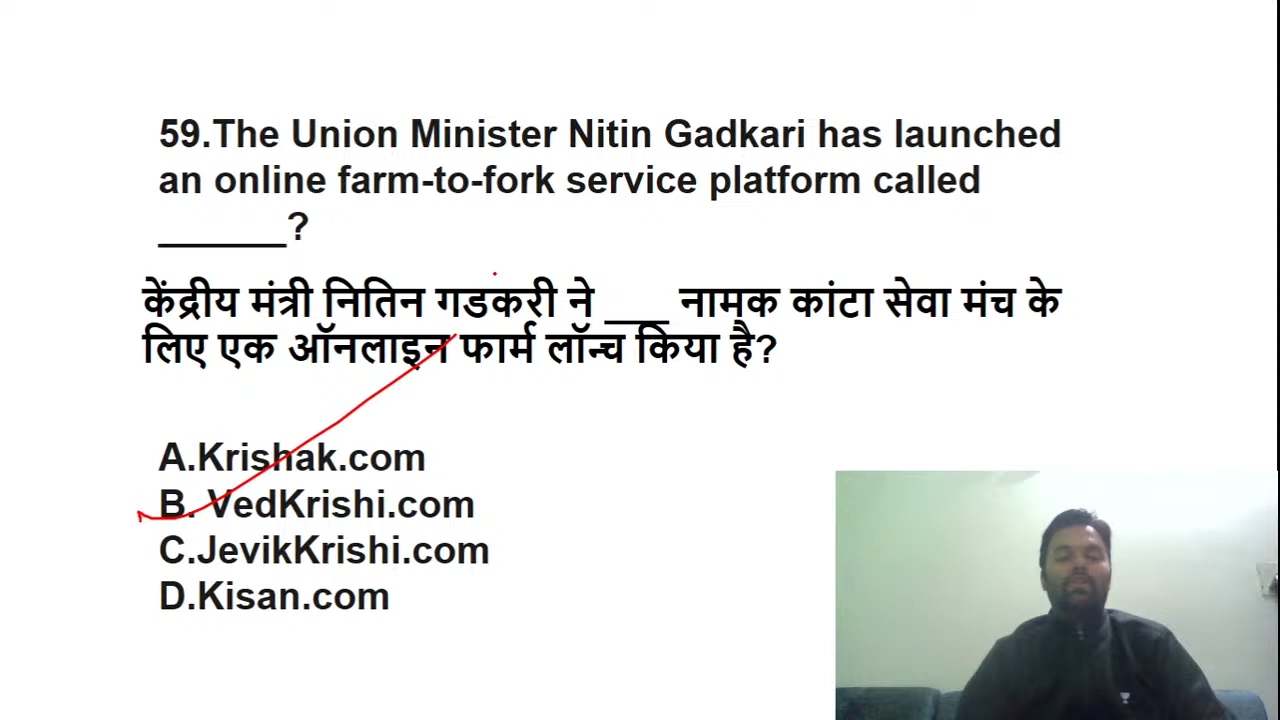 59.The Union Minister Nitin Gadkari has launched
an online farm-to-fork service platform called
______?
केंद्रीय मंत्री नितिन गडकरी ने ___ नामक कांटा सेवा मंच के
लिए एक ऑनलाइन फार्म लॉन्च किया है?
A.Krishak.com
B. VedKrishi.com
C.JevikKrishi.com
D.Kisan.com